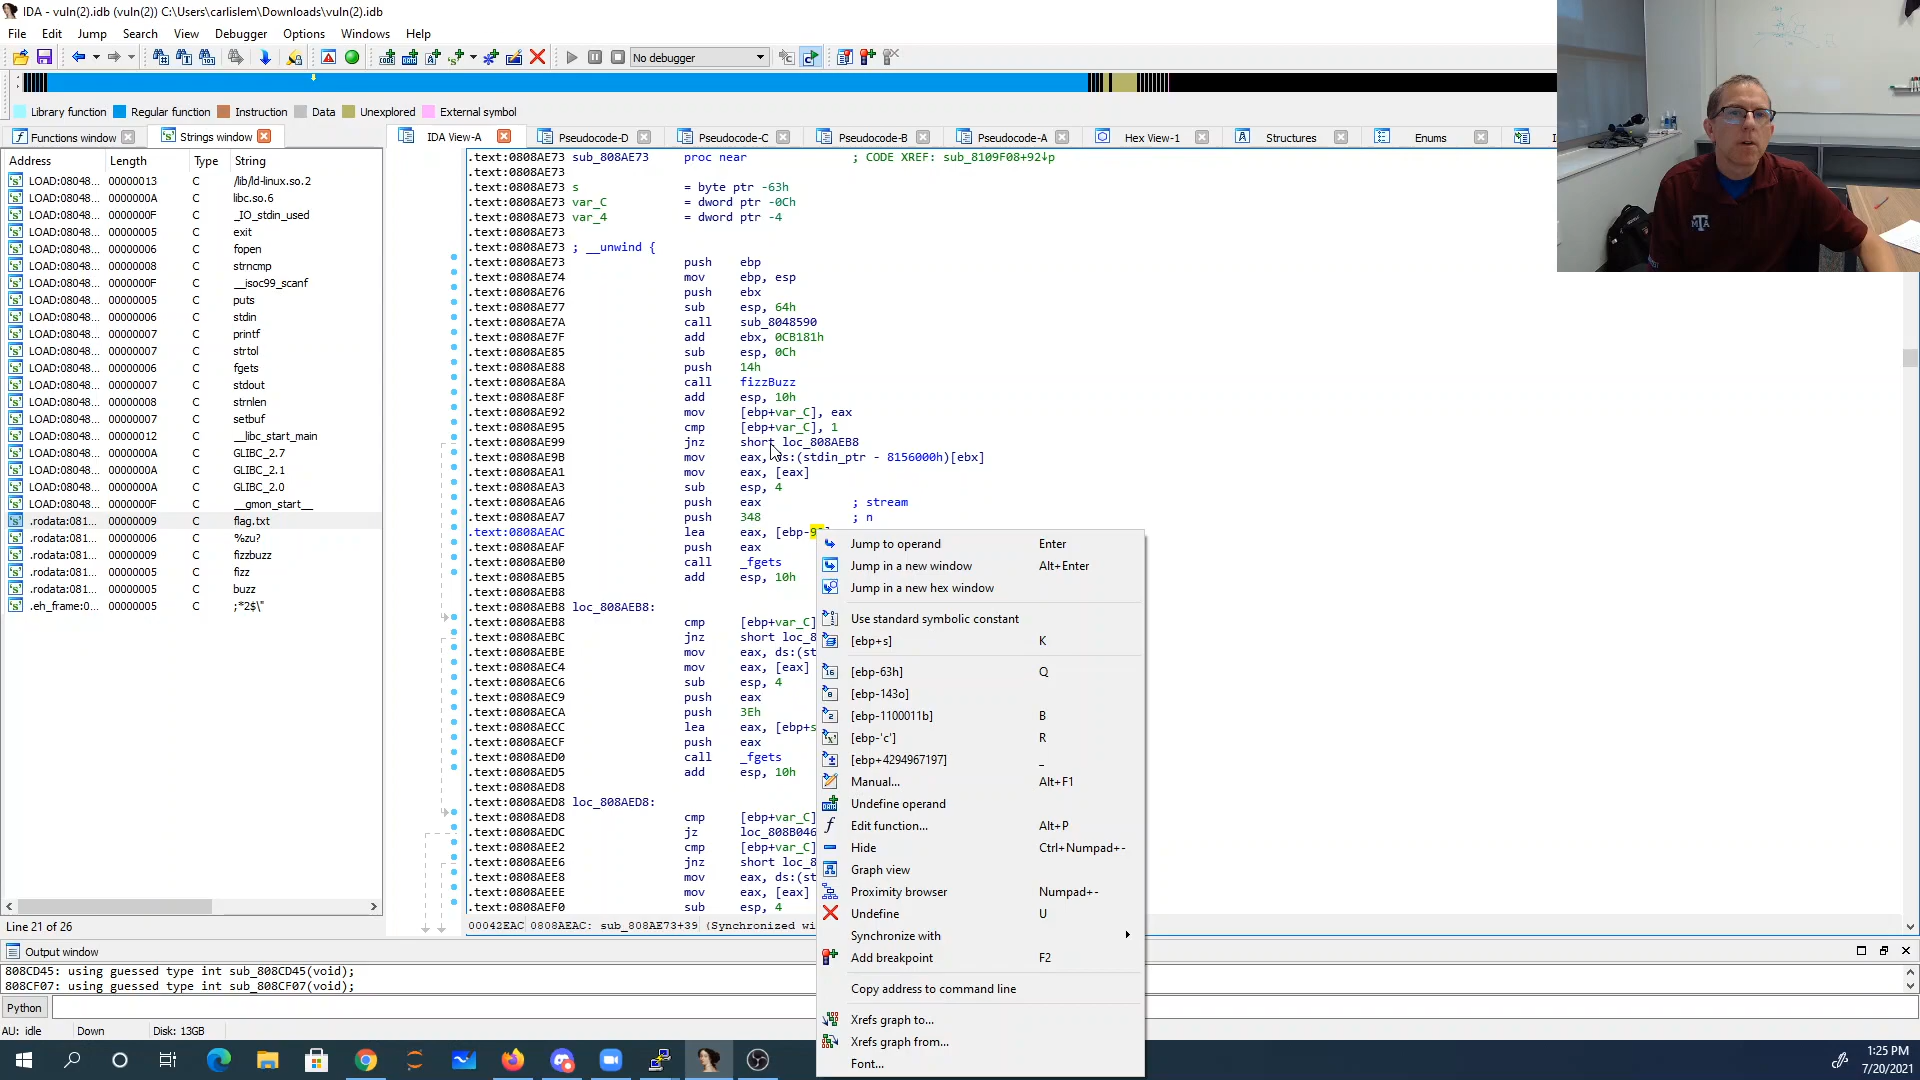 IDA - vuln(2).idb (vuln(2)) C:\Users\carlislem\Downloads\vuln(2).idb
File Edit Jump Search View Debugger Options Windows Help
No debugger
Library function Regular function Instruction Data Unexplored External symbol
Functions window Strings window IDA View-A Pseudocode-D Pseudocode-C Pseudocode-B Pseudocode-A Hex View-1 Structures Enums
Address Length Type String
LOAD:08048... 00000013 C /lib/ld-linux.so.2
LOAD:08048... 0000000A C libc.so.6
LOAD:08048... 0000000F C _IO_stdin_used
LOAD:08048... 00000005 C exit
LOAD:08048... 00000006 C fopen
LOAD:08048... 00000008 C strncmp
LOAD:08048... 0000000F C __isoc99_scanf
LOAD:08048... 00000005 C puts
LOAD:08048... 00000006 C stdin
LOAD:08048... 00000007 C printf
LOAD:08048... 00000007 C strtol
LOAD:08048... 00000006 C fgets
LOAD:08048... 00000007 C stdout
LOAD:08048... 00000008 C strnlen
LOAD:08048... 00000007 C setbuf
LOAD:08048... 00000012 C __libc_start_main
LOAD:08048... 0000000A C GLIBC_2.7
LOAD:08048... 0000000A C GLIBC_2.1
LOAD:08048... 0000000A C GLIBC_2.0
LOAD:08048... 0000000F C __gmon_start__
.rodata:081... 00000009 C flag.txt
.rodata:081... 00000006 C %zu?
.rodata:081... 00000009 C fizzbuzz
.rodata:081... 00000005 C fizz
.rodata:081... 00000005 C buzz
.eh_frame:0... 00000005 C ;*2$\"
Line 21 of 26
.text:0808AE73 sub_808AE73 proc near ; CODE XREF: sub_8109F08+92↓p
.text:0808AE73
.text:0808AE73 s = byte ptr -63h
.text:0808AE73 var_C = dword ptr -0Ch
.text:0808AE73 var_4 = dword ptr -4
.text:0808AE73
.text:0808AE73 ; __unwind {
.text:0808AE73 push ebp
.text:0808AE74 mov ebp, esp
.text:0808AE76 push ebx
.text:0808AE77 sub esp, 64h
.text:0808AE7A call sub_8048590
.text:0808AE7F add ebx, 0CB181h
.text:0808AE85 sub esp, 0Ch
.text:0808AE88 push 14h
.text:0808AE8A call fizzBuzz
.text:0808AE8F add esp, 10h
.text:0808AE92 mov [ebp+var_C], eax
.text:0808AE95 cmp [ebp+var_C], 1
.text:0808AE99 jnz short loc_808AEB8
.text:0808AE9B mov eax, ds:(stdin_ptr - 8156000h)[ebx]
.text:0808AEA1 mov eax, [eax]
.text:0808AEA3 sub esp, 4
.text:0808AEA6 push eax ; stream
.text:0808AEA7 push 348 ; n
.text:0808AEAC lea eax, [ebp-9
.text:0808AEAF push eax
.text:0808AEB0 call _fgets
.text:0808AEB5 add esp, 10h
.text:0808AEB8
.text:0808AEB8 loc_808AEB8:
.text:0808AEB8 cmp [ebp+var_C]
.text:0808AEBC jnz short loc_8
.text:0808AEBE mov eax, ds:(st
.text:0808AEC4 mov eax, [eax]
.text:0808AEC6 sub esp, 4
.text:0808AEC9 push eax
.text:0808AECA push 3Eh
.text:0808AECC lea eax, [ebp+s
.text:0808AECF push eax
.text:0808AED0 call _fgets
.text:0808AED5 add esp, 10h
.text:0808AED8
.text:0808AED8 loc_808AED8:
.text:0808AED8 cmp [ebp+var_C]
.text:0808AEDC jz loc_808B046
.text:0808AEE2 cmp [ebp+var_C]
.text:0808AEE6 jnz short loc_8
.text:0808AEE8 mov eax, ds:(st
.text:0808AEEE mov eax, [eax]
.text:0808AEF0 sub esp, 4
00042EAC 0808AEAC: sub_808AE73+39 (Synchronized wi
Jump to operand Enter
Jump in a new window Alt+Enter
Jump in a new hex window
Use standard symbolic constant
[ebp+s] K
[ebp-63h] Q
[ebp-143o]
[ebp-1100011b] B
[ebp-'c'] R
[ebp+4294967197] _
Manual... Alt+F1
Undefine operand
Edit function... Alt+P
Hide Ctrl+Numpad+-
Graph view
Proximity browser Numpad+-
Undefine U
Synchronize with
Add breakpoint F2
Copy address to command line
Xrefs graph to...
Xrefs graph from...
Font...
Output window
808CD45: using guessed type int sub_808CD45(void);
808CF07: using guessed type int sub_808CF07(void);
Python
AU: idle Down Disk: 13GB
1:25 PM
7/20/2021